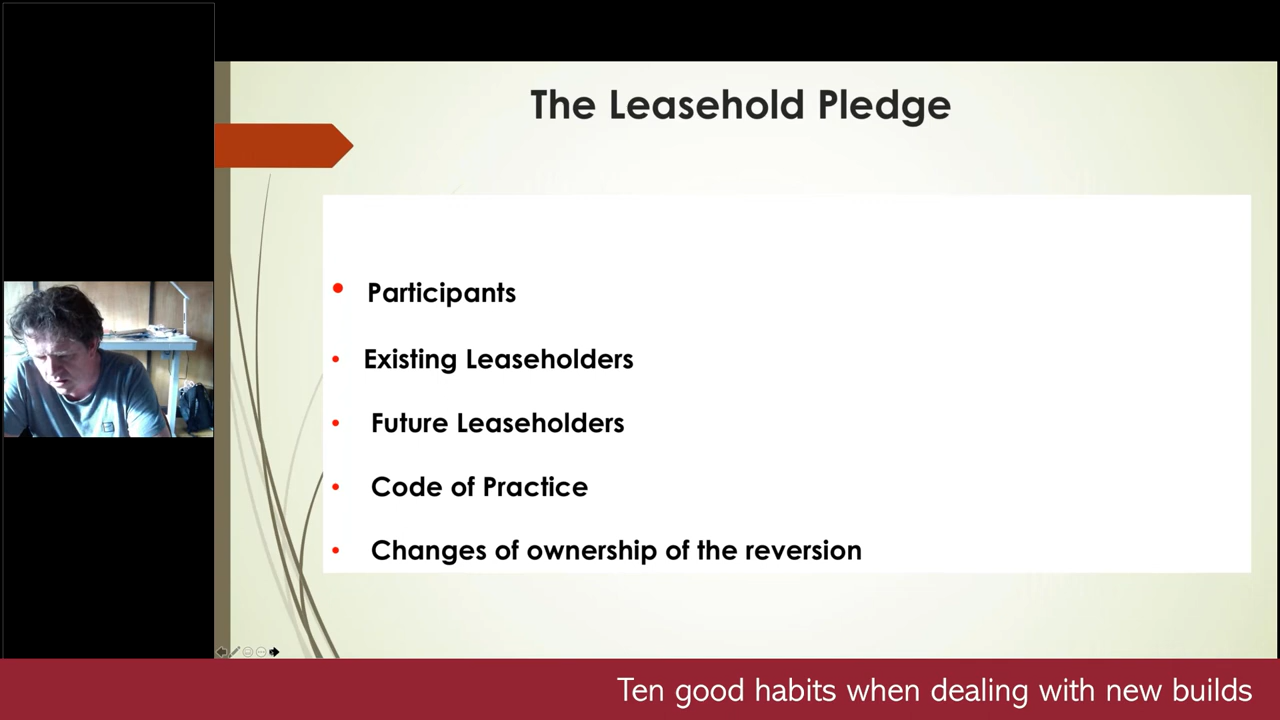 The Leasehold Pledge
• Participants
• Existing Leaseholders
• Future Leaseholders
• Code of Practice
• Changes of ownership of the reversion
Ten good habits when dealing with new builds